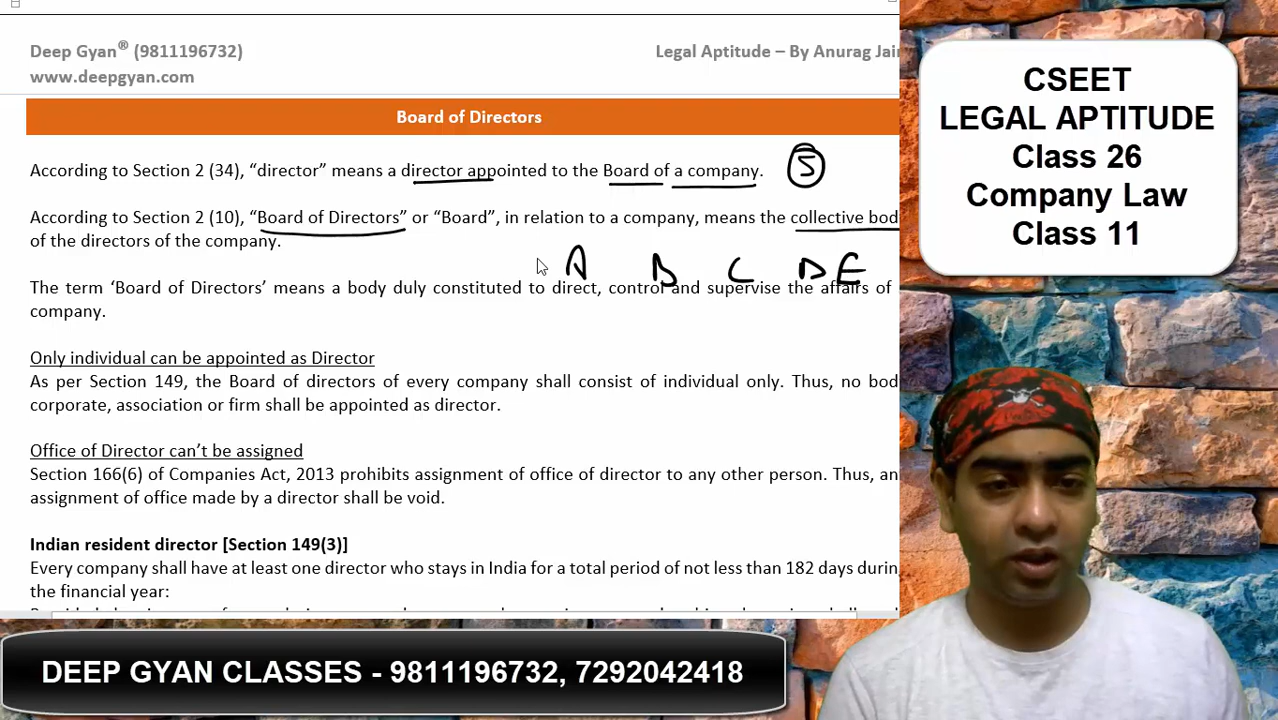 Deep Gyan® (9811196732)
Legal Aptitude – By Anurag Jain
www.deepgyan.com
Board of Directors
According to Section 2 (34), “director” means a director appointed to the Board of a company.
5
According to Section 2 (10), “Board of Directors” or “Board”, in relation to a company, means the collective bod
of the directors of the company.
A B C D E
The term ‘Board of Directors’ means a body duly constituted to direct, control and supervise the affairs of
company.
Only individual can be appointed as Director
As per Section 149, the Board of directors of every company shall consist of individual only. Thus, no bod
corporate, association or firm shall be appointed as director.
Office of Director can’t be assigned
Section 166(6) of Companies Act, 2013 prohibits assignment of office of director to any other person. Thus, an
assignment of office made by a director shall be void.
Indian resident director [Section 149(3)]
Every company shall have at least one director who stays in India for a total period of not less than 182 days durin
the financial year:
CSEET
LEGAL APTITUDE
Class 26
Company Law
Class 11
DEEP GYAN CLASSES - 9811196732, 7292042418